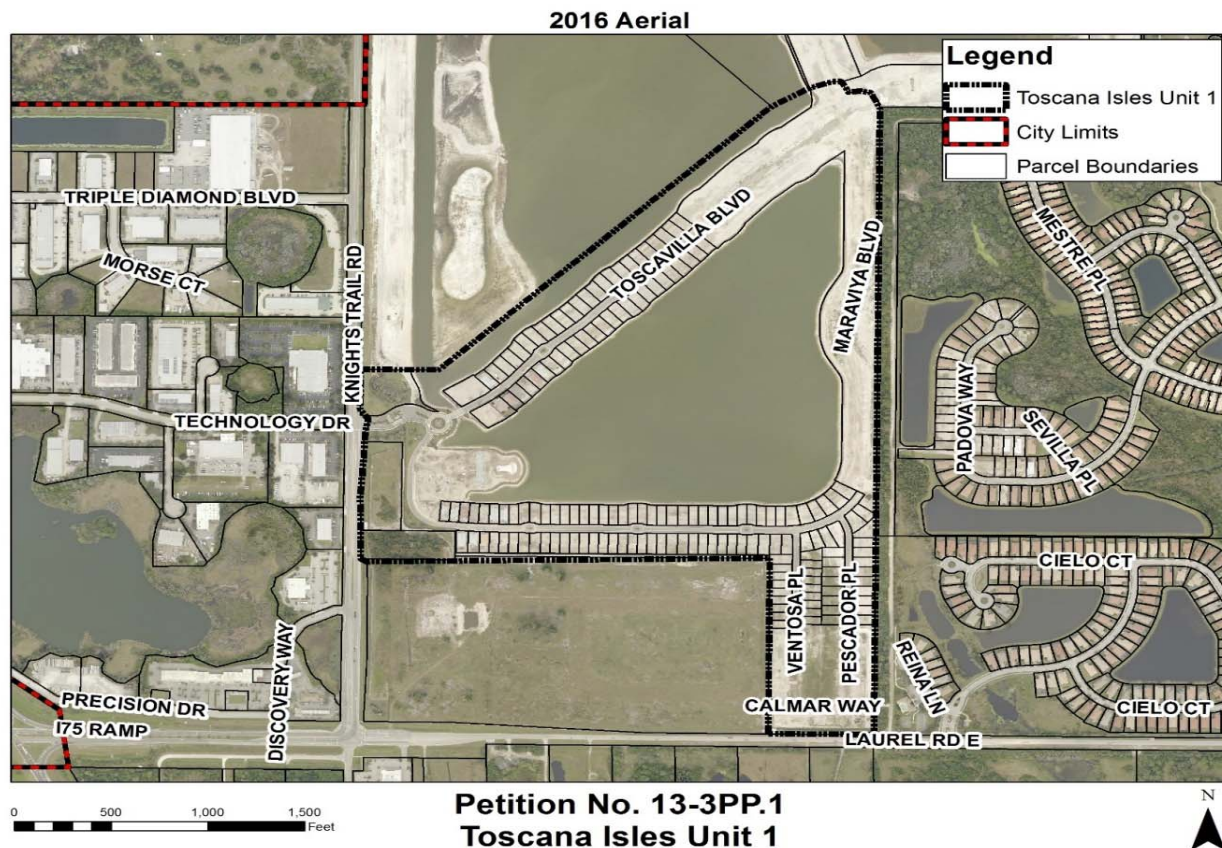 2016 Aerial
Legend
Toscana Isles Unit 1
City Limits
Parcel Boundaries
TRIPLE DIAMOND BLVD
MORSE CT
KNIGHTS TRAIL RD
TOSCAVILLA BLVD
MARAVIYA BLVD
MESTRE PL
TECHNOLOGY DR
PADOVA WAY
SEVILLA PL
CIELO CT
VENTOSA PL
PESCADOR PL
REINA LN
DISCOVERY WAY
PRECISION DR
I75 RAMP
CALMAR WAY
CIELO CT
LAUREL RD E
0 500 1,000 1,500
Feet
Petition No. 13-3PP.1
Toscana Isles Unit 1
N